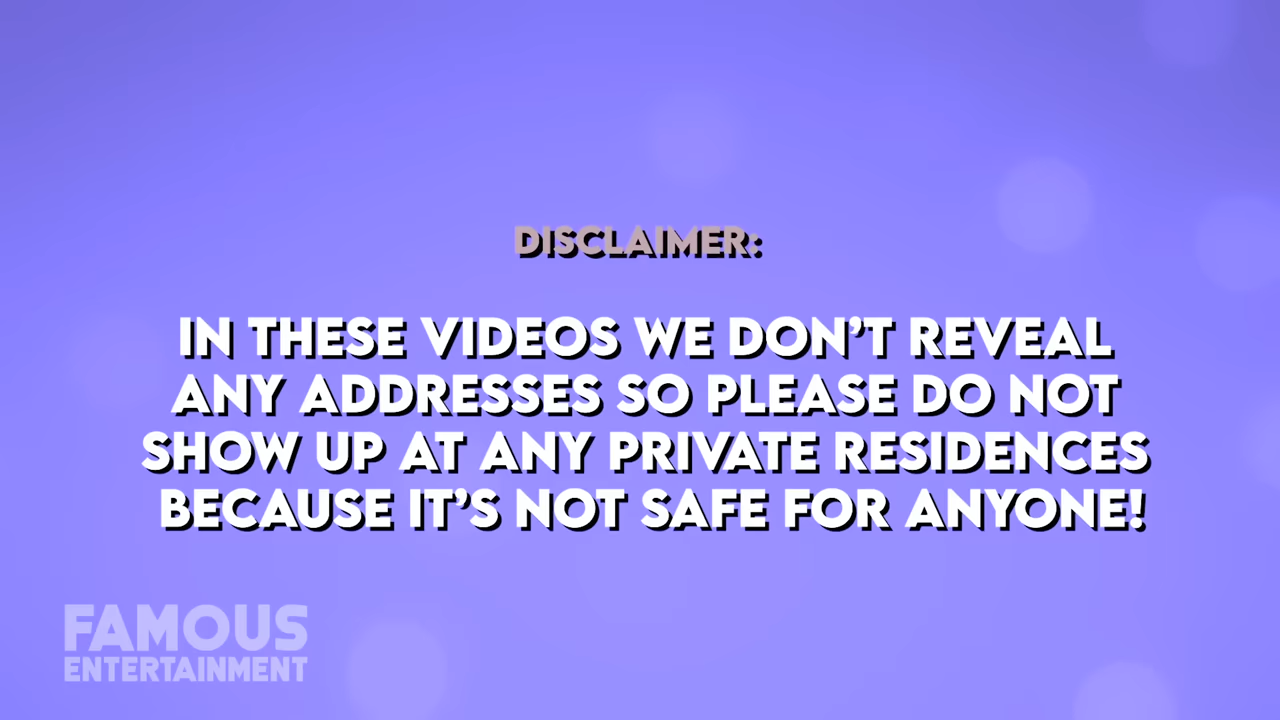 DISCLAIMER:
IN THESE VIDEOS WE DON’T REVEAL
ANY ADDRESSES SO PLEASE DO NOT
SHOW UP AT ANY PRIVATE RESIDENCES
BECAUSE IT’S NOT SAFE FOR ANYONE!
FAMOUS
ENTERTAINMENT